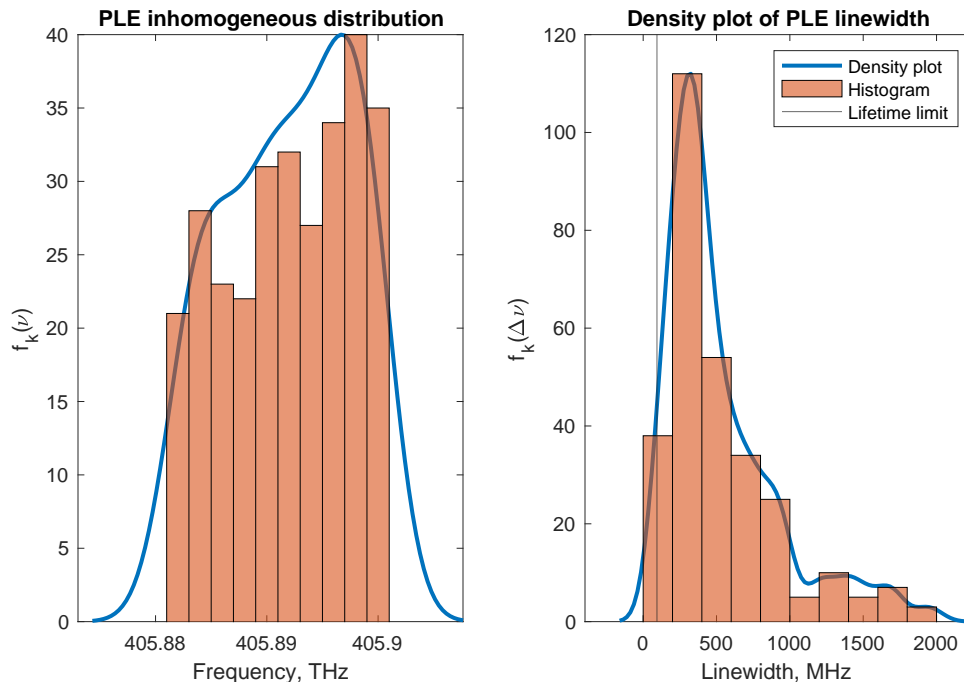 PLE inhomogeneous distribution
40
35
30
25
20
15
10
5
0
f_k(ν)
405.88 405.89 405.9
Frequency, THz
Density plot of PLE linewidth
120
100
80
60
40
20
0
f_k(Δν)
Density plot
Histogram
Lifetime limit
0 500 1000 1500 2000
Linewidth, MHz